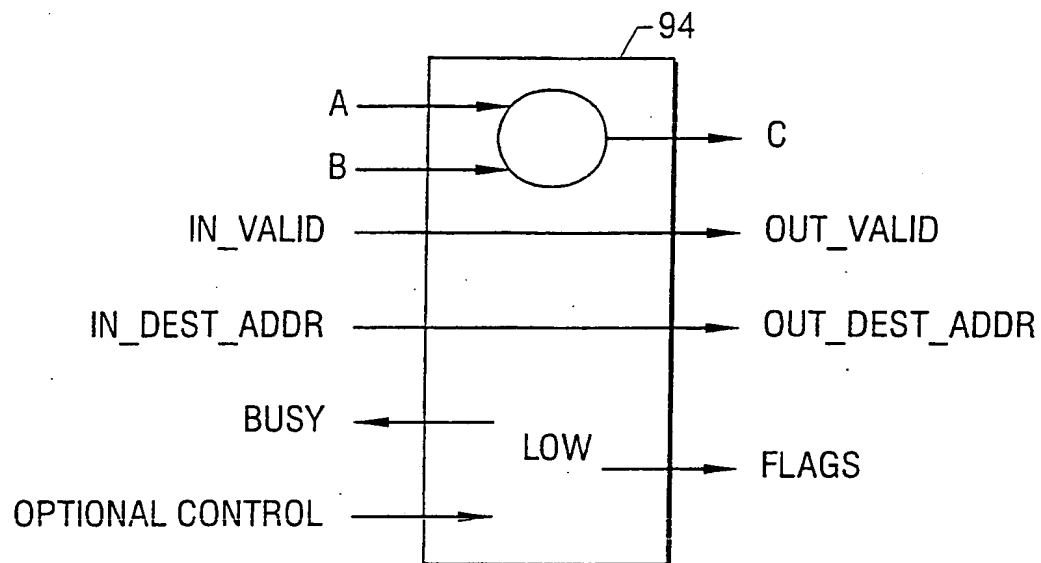 94
A
C
B
IN_VALID
OUT_VALID
IN_DEST_ADDR
OUT_DEST_ADDR
BUSY
LOW
FLAGS
OPTIONAL CONTROL